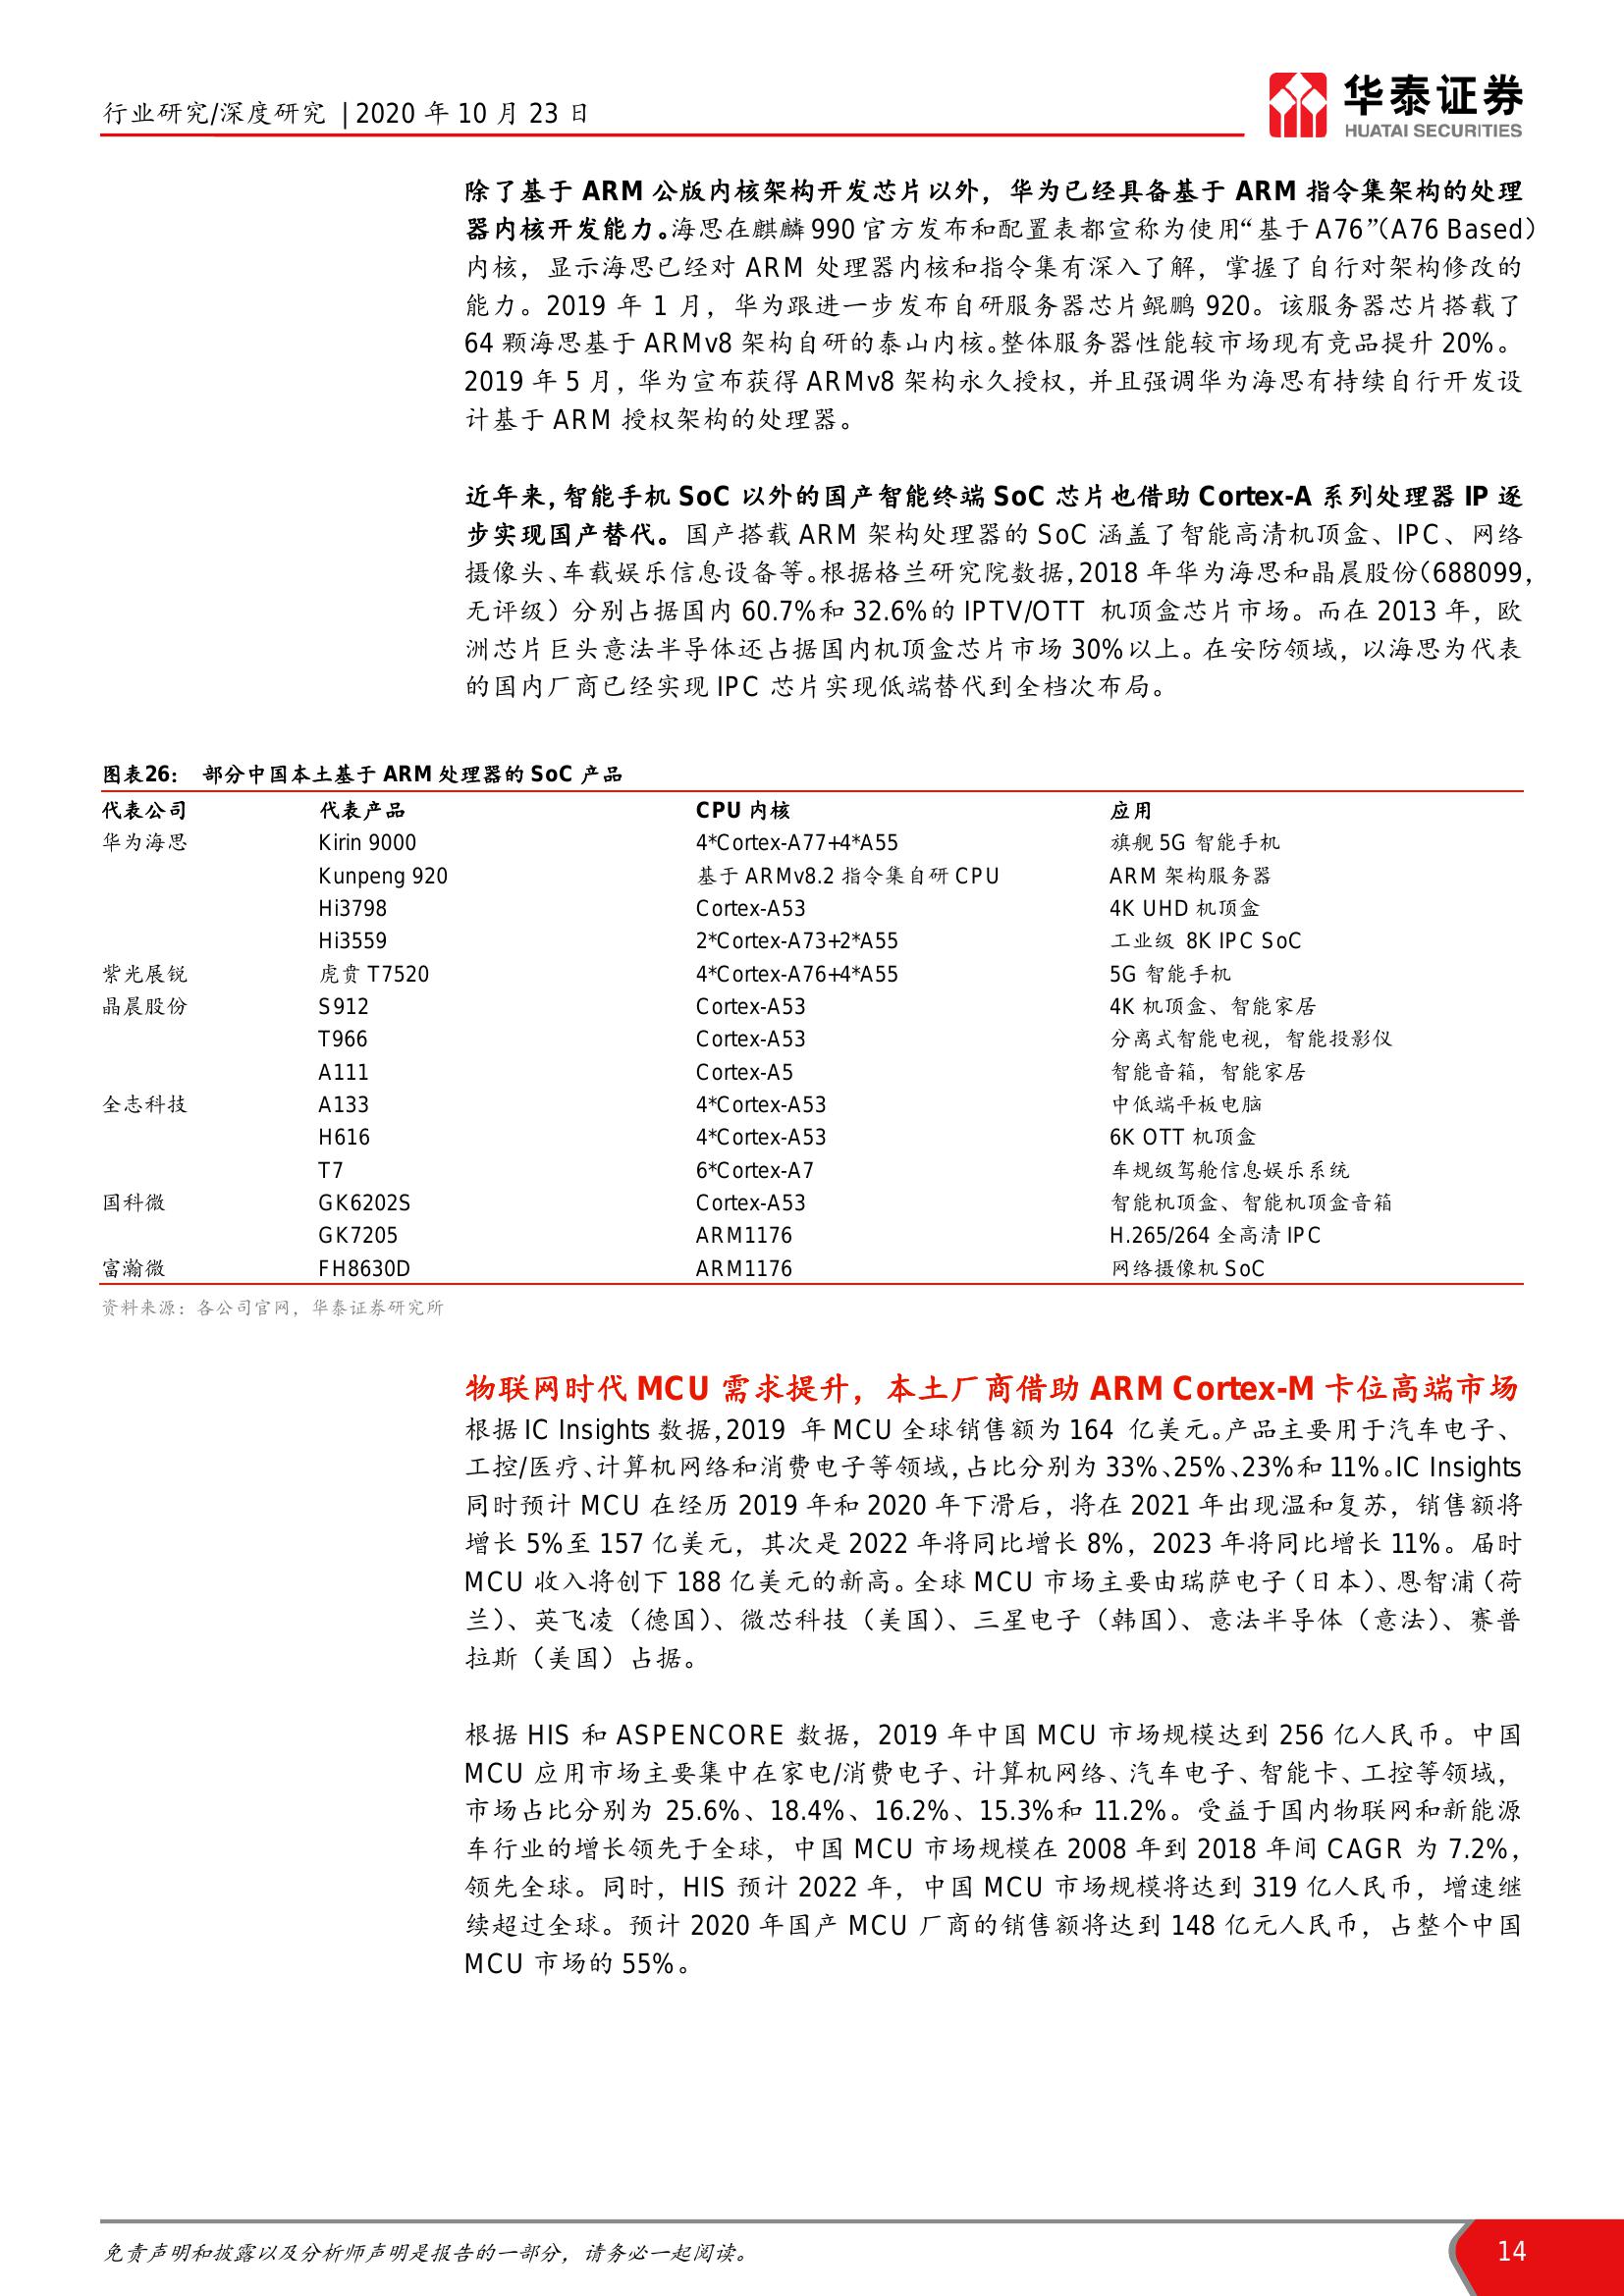 行业研究/深度研究 | 2020 年 10 月 23 日
华泰证券
HUATAI SECURITIES
除了基于 ARM 公版内核架构开发芯片以外，华为已经具备基于 ARM 指令集架构的处理
器内核开发能力。海思在麒麟 990 官方发布和配置表都宣称为使用“基于 A76”（A76 Based）
内核，显示海思已经对 ARM 处理器内核和指令集有深入了解，掌握了自行对架构修改的
能力。2019 年 1 月，华为跟进一步发布自研服务器芯片鲲鹏 920。该服务器芯片搭载了
64 颗海思基于 ARMv8 架构自研的泰山内核。整体服务器性能较市场现有竞品提升 20%。
2019 年 5 月，华为宣布获得 ARMv8 架构永久授权，并且强调华为海思有持续自行开发设
计基于 ARM 授权架构的处理器。
近年来，智能手机 SoC 以外的国产智能终端 SoC 芯片也借助 Cortex-A 系列处理器 IP 逐
步实现国产替代。国产搭载 ARM 架构处理器的 SoC 涵盖了智能高清机顶盒、IPC、网络
摄像头、车载娱乐信息设备等。根据格兰研究院数据，2018 年华为海思和晶晨股份（688099，
无评级）分别占据国内 60.7%和 32.6%的 IPTV/OTT 机顶盒芯片市场。而在 2013 年，欧
洲芯片巨头意法半导体还占据国内机顶盒芯片市场 30%以上。在安防领域，以海思为代表
的国内厂商已经实现 IPC 芯片实现低端替代到全档次布局。
图表26： 部分中国本土基于 ARM 处理器的 SoC 产品
代表公司 代表产品 CPU 内核 应用
华为海思 Kirin 9000 4*Cortex-A77+4*A55 旗舰 5G 智能手机
Kunpeng 920 基于 ARMv8.2 指令集自研 CPU ARM 架构服务器
Hi3798 Cortex-A53 4K UHD 机顶盒
Hi3559 2*Cortex-A73+2*A55 工业级 8K IPC SoC
紫光展锐 虎贲 T7520 4*Cortex-A76+4*A55 5G 智能手机
晶晨股份 S912 Cortex-A53 4K 机顶盒、智能家居
T966 Cortex-A53 分离式智能电视，智能投影仪
A111 Cortex-A5 智能音箱，智能家居
全志科技 A133 4*Cortex-A53 中低端平板电脑
H616 4*Cortex-A53 6K OTT 机顶盒
T7 6*Cortex-A7 车规级驾舱信息娱乐系统
国科微 GK6202S Cortex-A53 智能机顶盒、智能机顶盒音箱
GK7205 ARM1176 H.265/264 全高清 IPC
富瀚微 FH8630D ARM1176 网络摄像机 SoC
资料来源：各公司官网，华泰证券研究所
物联网时代 MCU 需求提升，本土厂商借助 ARM Cortex-M 卡位高端市场
根据 IC Insights 数据，2019 年 MCU 全球销售额为 164 亿美元。产品主要用于汽车电子、
工控/医疗、计算机网络和消费电子等领域，占比分别为 33%、25%、23%和 11%。IC Insights
同时预计 MCU 在经历 2019 年和 2020 年下滑后，将在 2021 年出现温和复苏，销售额将
增长 5%至 157 亿美元，其次是 2022 年将同比增长 8%，2023 年将同比增长 11%。届时
MCU 收入将创下 188 亿美元的新高。全球 MCU 市场主要由瑞萨电子（日本）、恩智浦（荷
兰）、英飞凌（德国）、微芯科技（美国）、三星电子（韩国）、意法半导体（意法）、赛普
拉斯（美国）占据。
根据 HIS 和 ASPENCORE 数据，2019 年中国 MCU 市场规模达到 256 亿人民币。中国
MCU 应用市场主要集中在家电/消费电子、计算机网络、汽车电子、智能卡、工控等领域，
市场占比分别为 25.6%、18.4%、16.2%、15.3%和 11.2%。受益于国内物联网和新能源
车行业的增长领先于全球，中国 MCU 市场规模在 2008 年到 2018 年间 CAGR 为 7.2%，
领先全球。同时，HIS 预计 2022 年，中国 MCU 市场规模将达到 319 亿人民币，增速继
续超过全球。预计 2020 年国产 MCU 厂商的销售额将达到 148 亿元人民币，占整个中国
MCU 市场的 55%。
免责声明和披露以及分析师声明是报告的一部分，请务必一起阅读。
14